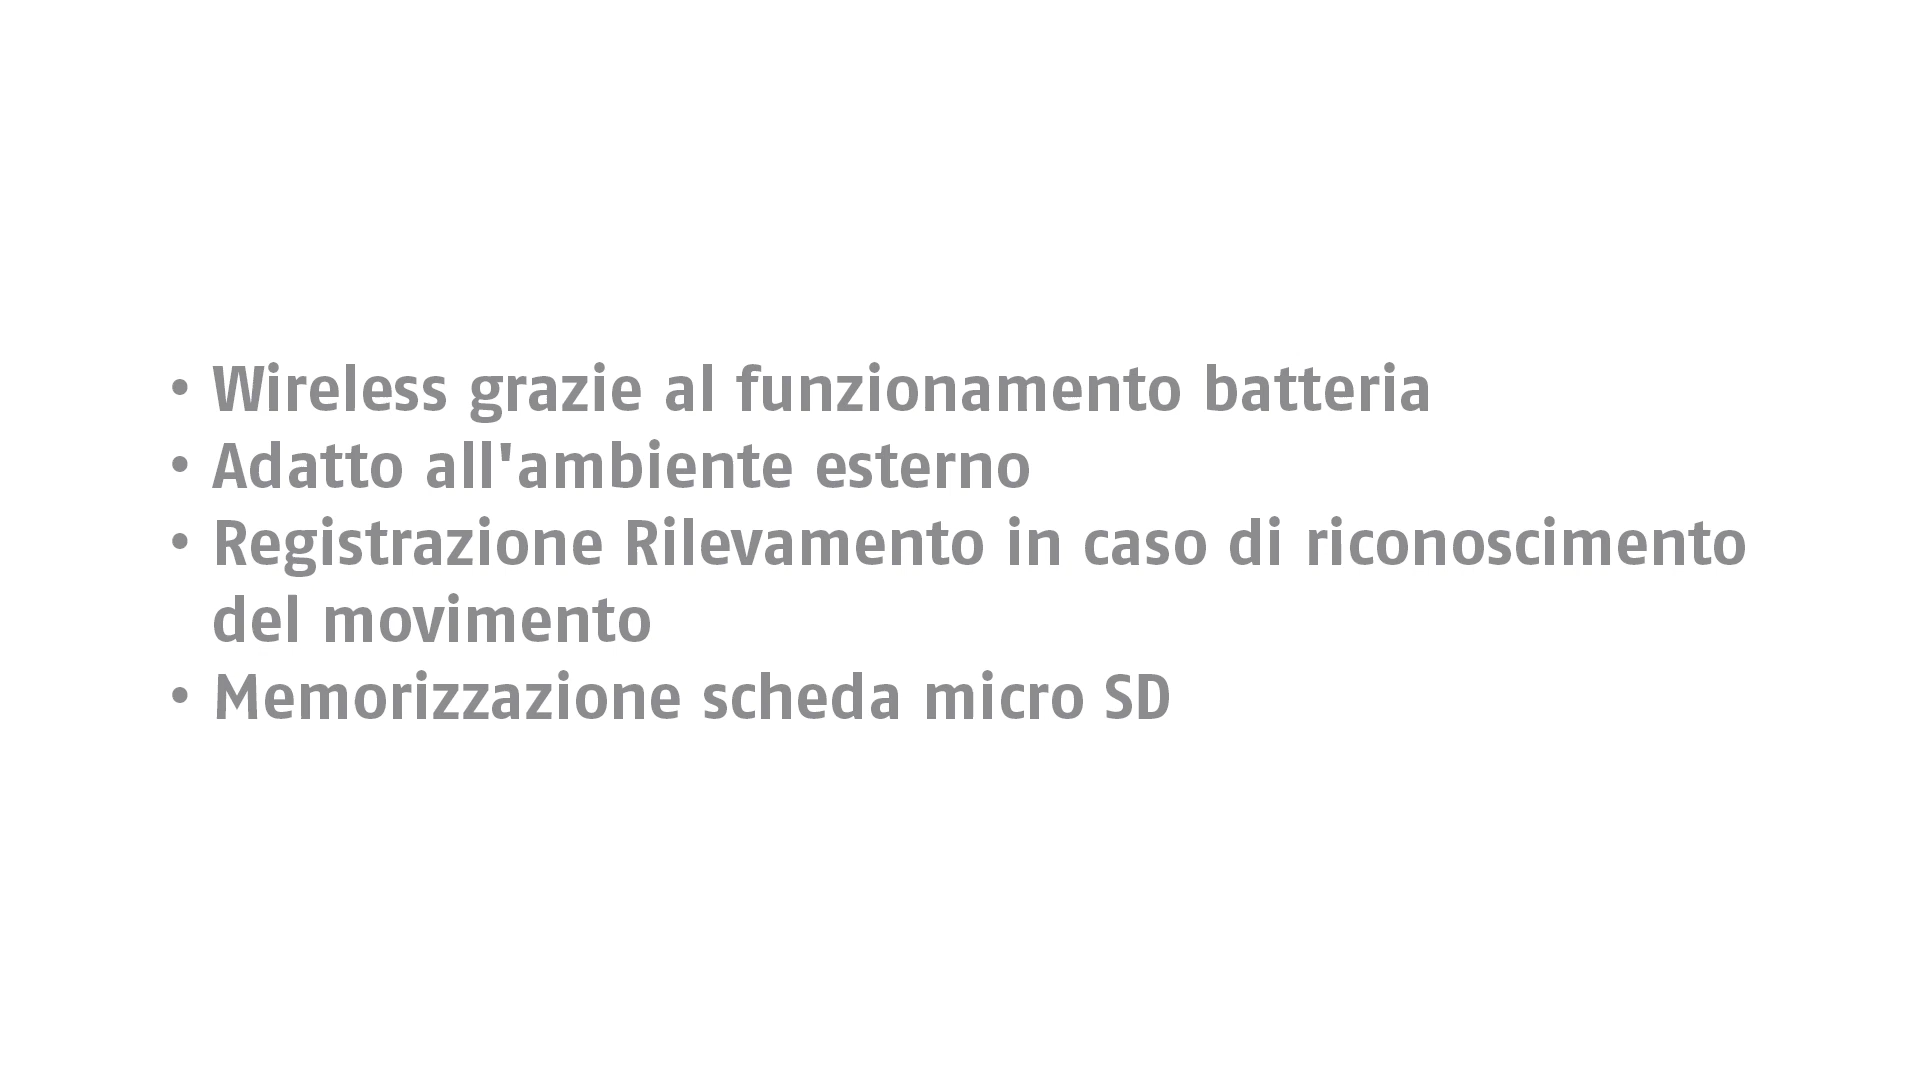 • Wireless grazie al funzionamento batteria
• Adatto all'ambiente esterno
• Registrazione Rilevamento in caso di riconoscimento
del movimento
• Memorizzazione scheda micro SD